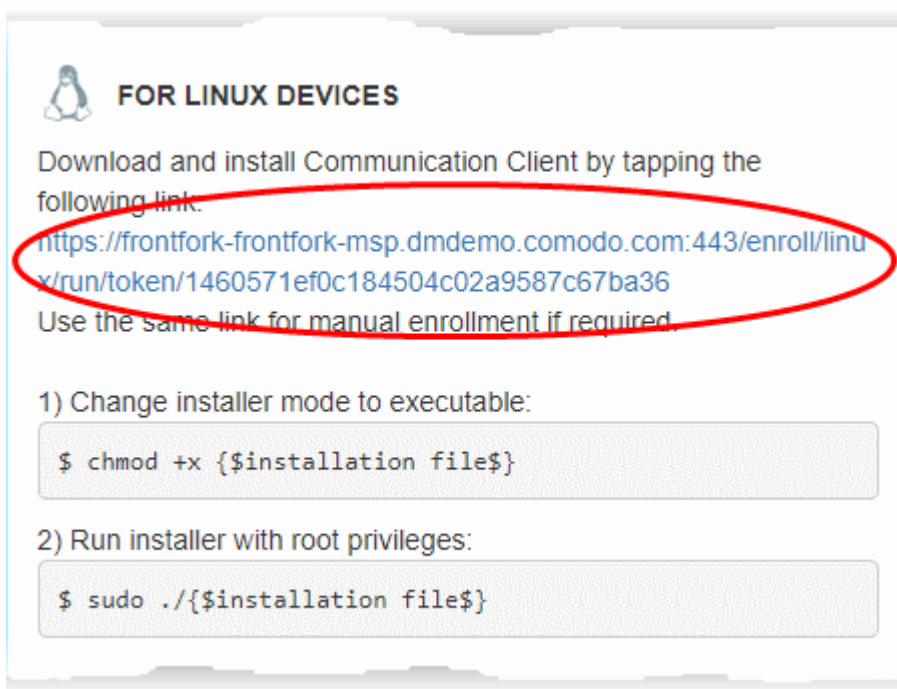 FOR LINUX DEVICES
Download and install Communication Client by tapping the
following link:
https://frontfork-frontfork-msp.dmdemo.comodo.com:443/enroll/linu
x/run/token/1460571ef0c184504c02a9587c67ba36
Use the same link for manual enrollment if required.
1) Change installer mode to executable:
$ chmod +x {$installation file$}
2) Run installer with root privileges:
$ sudo ./{$installation file$}